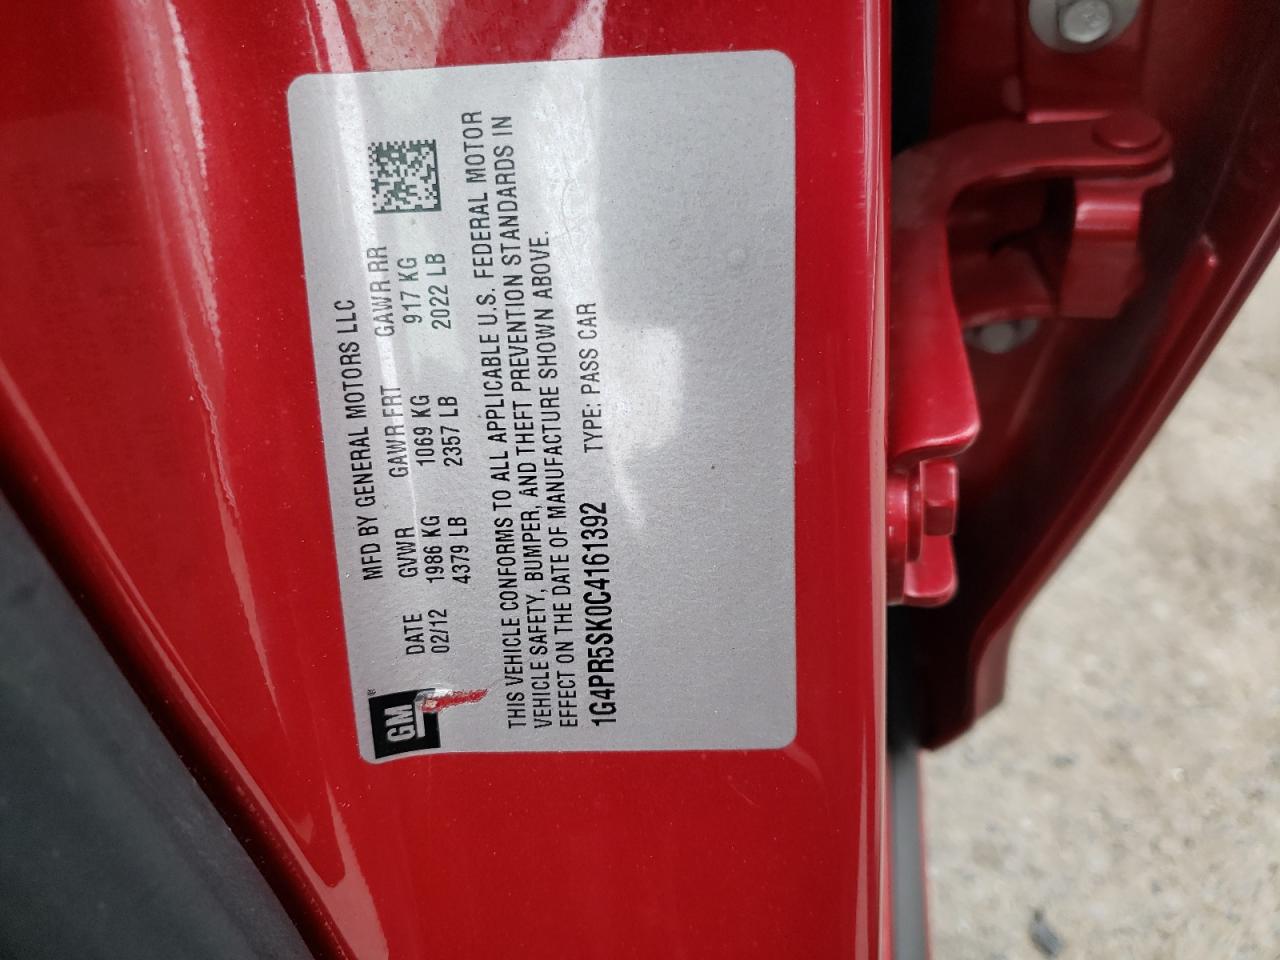 MFD BY GENERAL MOTORS LLC
GM®
DATE GVWR GAWR FRT GAWR RR
02/12 1986 KG 1069 KG 917 KG
4379 LB 2357 LB 2022 LB
THIS VEHICLE CONFORMS TO ALL APPLICABLE U.S. FEDERAL MOTOR
VEHICLE SAFETY, BUMPER, AND THEFT PREVENTION STANDARDS IN
EFFECT ON THE DATE OF MANUFACTURE SHOWN ABOVE.
1G4PR5SK0C4161392 TYPE: PASS CAR